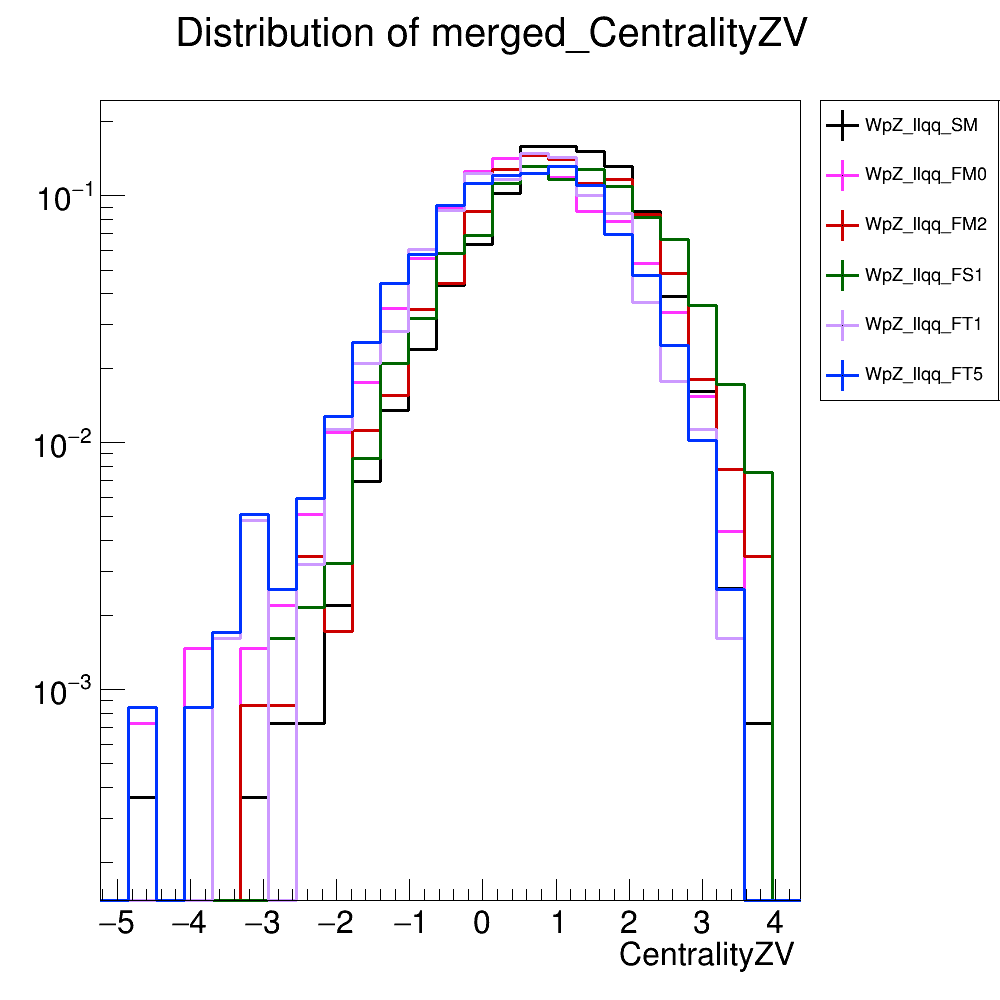 Distribution of merged_CentralityZV
WpZ_llqq_SM
WpZ_llqq_FM0
WpZ_llqq_FM2
WpZ_llqq_FS1
WpZ_llqq_FT1
WpZ_llqq_FT5
10−1
10−2
10−3
−5 −4 −3 −2 −1 0 1 2 3 4
CentralityZV